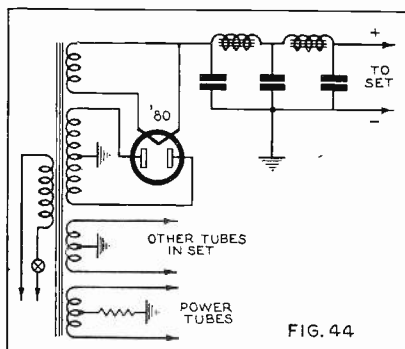 +
TO
SET
−
'80
OTHER TUBES
IN SET
POWER
TUBES
FIG. 44